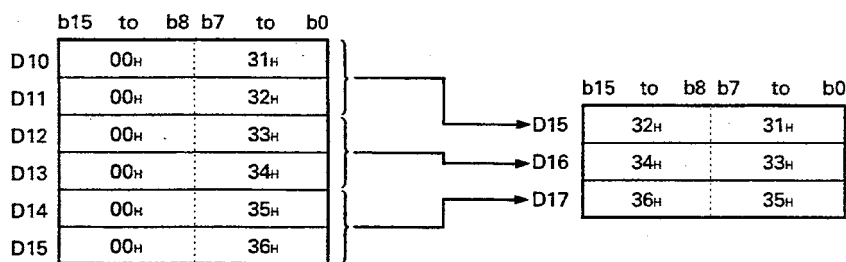 b15 to b8 b7 to b0
D10 00H 31H
D11 00H 32H
D12 00H 33H
D13 00H 34H
D14 00H 35H
D15 00H 36H
b15 to b8 b7 to b0
D15 32H 31H
D16 34H 33H
D17 36H 35H